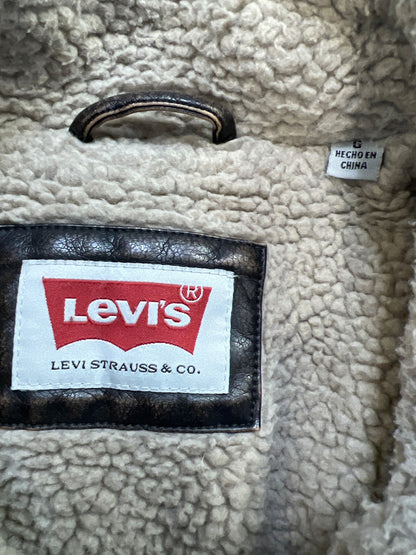 G
HECHO EN
CHINA
LEVI'S®
LEVI STRAUSS & CO.